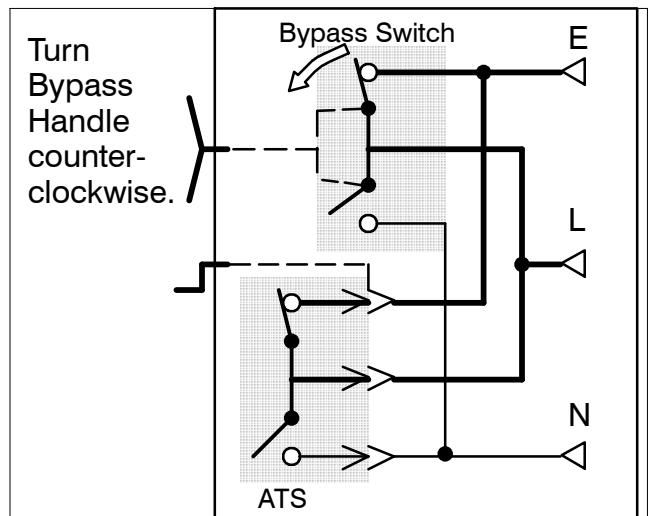 Turn
Bypass
Handle
counter-
clockwise.
Bypass Switch
E
L
N
ATS